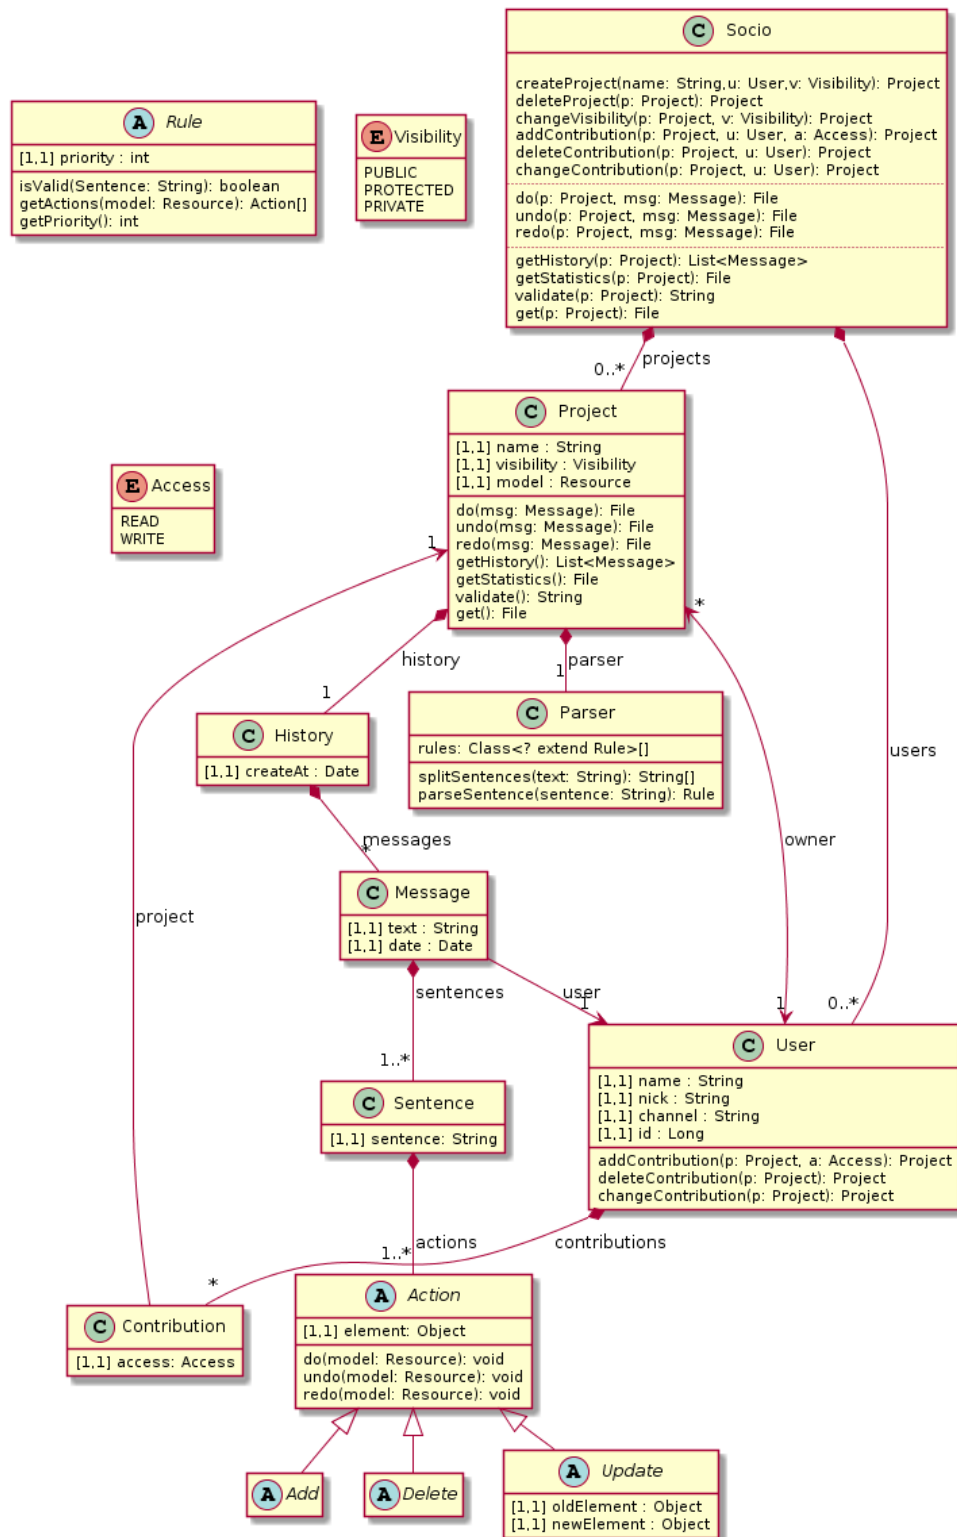 C Socio
createProject(name: String,u: User,v: Visibility): Project
deleteProject(p: Project): Project
changeVisibility(p: Project, v: Visibility): Project
addContribution(p: Project, u: User, a: Access): Project
deleteContribution(p: Project, u: User): Project
changeContribution(p: Project, u: User): Project
do(p: Project, msg: Message): File
undo(p: Project, msg: Message): File
redo(p: Project, msg: Message): File
getHistory(p: Project): List<Message>
getStatistics(p: Project): File
validate(p: Project): String
get(p: Project): File
A Rule
[1,1] priority : int
isValid(Sentence: String): boolean
getActions(model: Resource): Action[]
getPriority(): int
E Visibility
PUBLIC
PROTECTED
PRIVATE
projects
0..*
C Project
[1,1] name : String
[1,1] visibility : Visibility
[1,1] model : Resource
do(msg: Message): File
undo(msg: Message): File
redo(msg: Message): File
getHistory(): List<Message>
getStatistics(): File
validate(): String
get(): File
E Access
READ
WRITE
1
*
history
1
parser
1
users
C History
[1,1] createAt : Date
C Parser
rules: Class<? extend Rule>[]
splitSentences(text: String): String[]
parseSentence(sentence: String): Rule
messages
*
owner
project
C Message
[1,1] text : String
[1,1] date : Date
sentences
user
1
1
0..*
1..*
C User
[1,1] name : String
[1,1] nick : String
[1,1] channel : String
[1,1] id : Long
addContribution(p: Project, a: Access): Project
deleteContribution(p: Project): Project
changeContribution(p: Project): Project
C Sentence
[1,1] sentence: String
actions
1..*
contributions
*
C Contribution
[1,1] access: Access
A Action
[1,1] element: Object
do(model: Resource): void
undo(model: Resource): void
redo(model: Resource): void
A Add
A Delete
A Update
[1,1] oldElement : Object
[1,1] newElement : Object